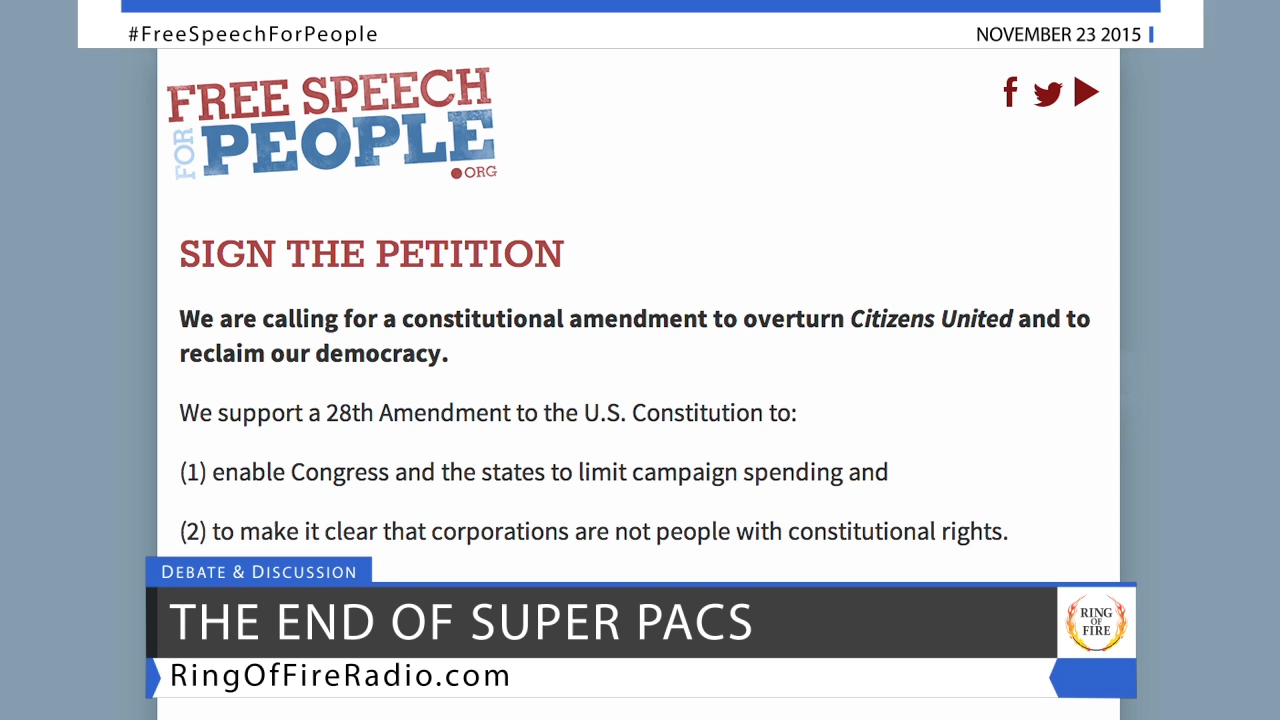 #FreeSpeechForPeople
NOVEMBER 23 2015
FREE SPEECH
FOR PEOPLE
.ORG
SIGN THE PETITION
We are calling for a constitutional amendment to overturn Citizens United and to
reclaim our democracy.
We support a 28th Amendment to the U.S. Constitution to:
(1) enable Congress and the states to limit campaign spending and
(2) to make it clear that corporations are not people with constitutional rights.
DEBATE & DISCUSSION
THE END OF SUPER PACS
RING
OF
FIRE
RingOfFireRadio.com